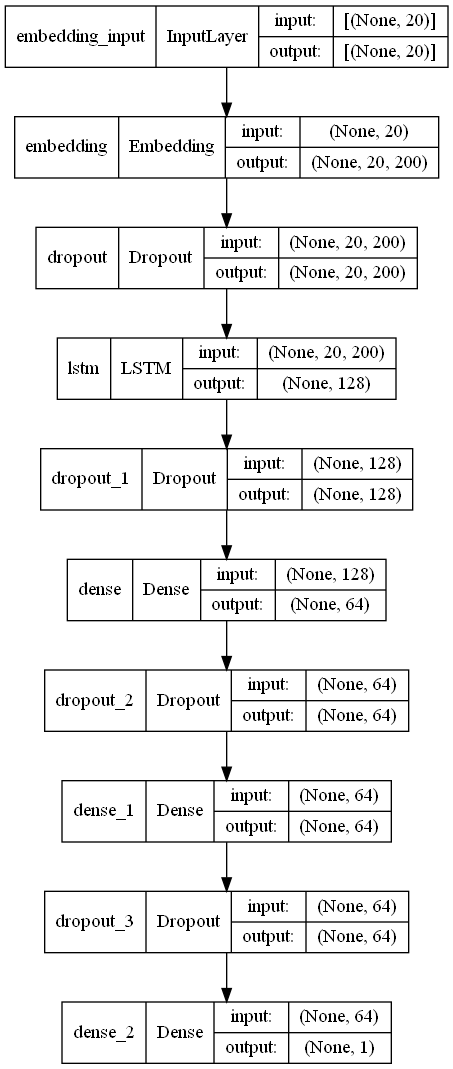 embedding_input InputLayer input: [(None, 20)]
output: [(None, 20)]
embedding Embedding input: (None, 20)
output: (None, 20, 200)
dropout Dropout input: (None, 20, 200)
output: (None, 20, 200)
lstm LSTM input: (None, 20, 200)
output: (None, 128)
dropout_1 Dropout input: (None, 128)
output: (None, 128)
dense Dense input: (None, 128)
output: (None, 64)
dropout_2 Dropout input: (None, 64)
output: (None, 64)
dense_1 Dense input: (None, 64)
output: (None, 64)
dropout_3 Dropout input: (None, 64)
output: (None, 64)
dense_2 Dense input: (None, 64)
output: (None, 1)